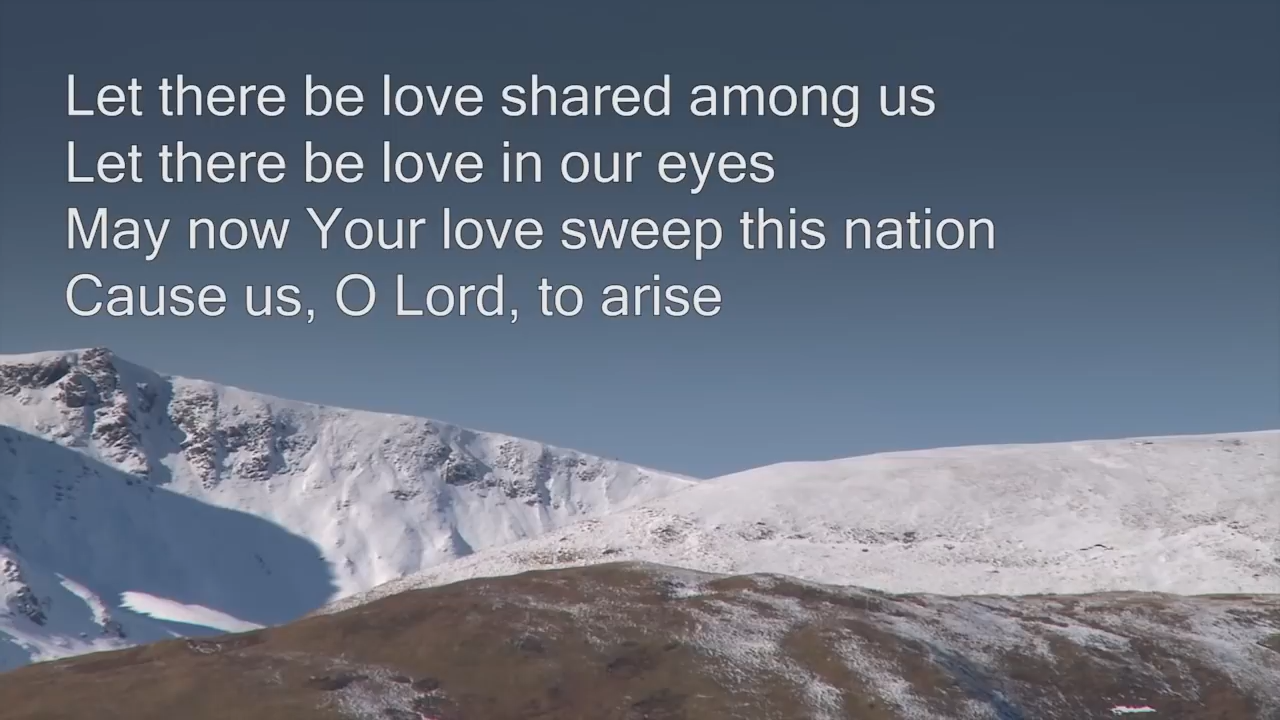 Let there be love shared among us
Let there be love in our eyes
May now Your love sweep this nation
Cause us, O Lord, to arise